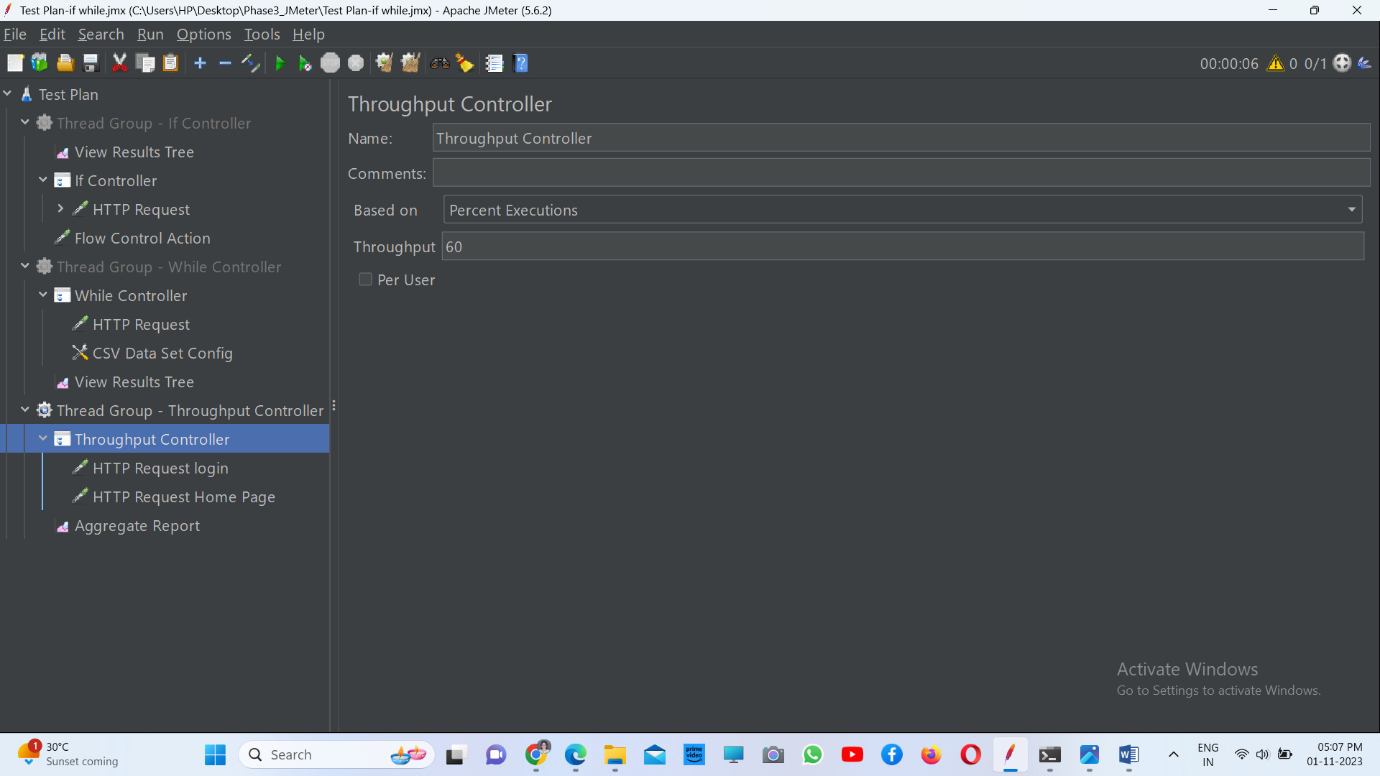 Test Plan-if while.jmx (C:\Users\HP\Desktop\Phase3_JMeter\Test Plan-if while.jmx) - Apache JMeter (5.6.2)
File Edit Search Run Options Tools Help
STOP 00:00:06 0 0/1
Test Plan
Thread Group - If Controller
View Results Tree
If Controller
HTTP Request
Flow Control Action
Thread Group - While Controller
While Controller
HTTP Request
CSV Data Set Config
View Results Tree
Thread Group - Throughput Controller
Throughput Controller
HTTP Request login
HTTP Request Home Page
Aggregate Report
Throughput Controller
Name: Throughput Controller
Comments:
Based on Percent Executions
Throughput 60
Per User
Activate Windows
Go to Settings to activate Windows.
1
30°C
Sunset coming
Search
prime video
ENG
IN
05:07 PM
01-11-2023